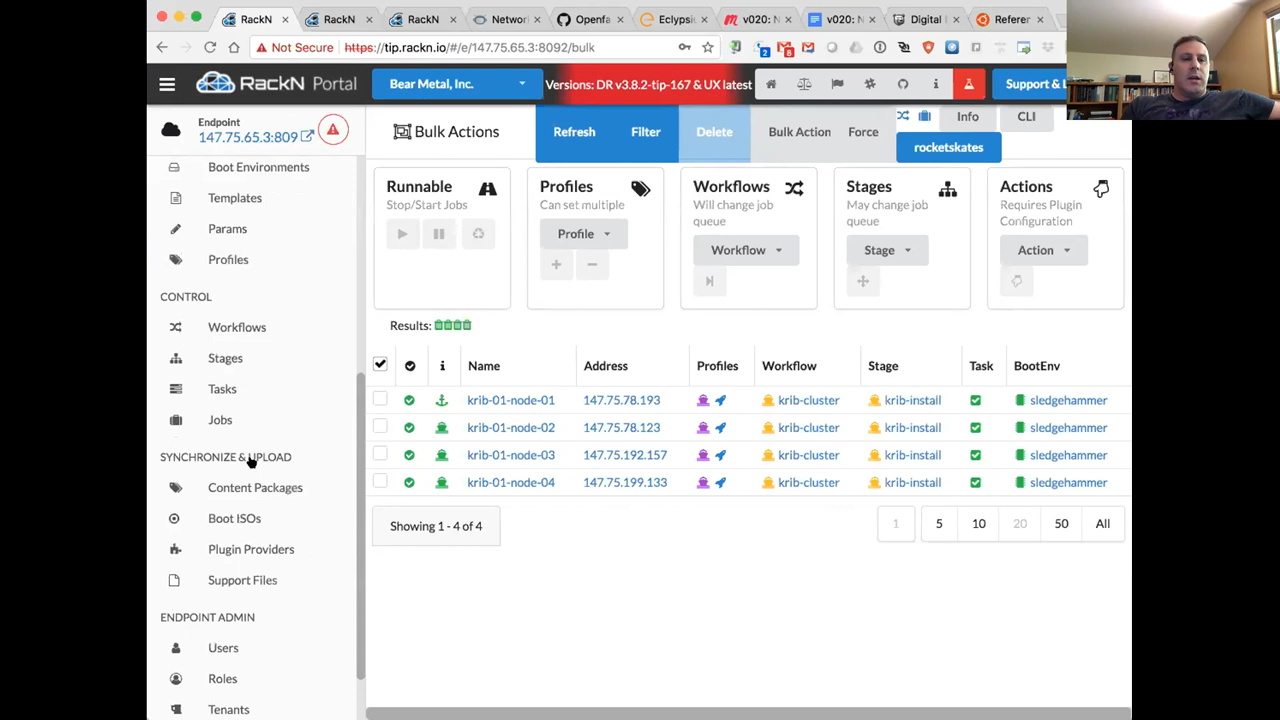 RackN
RackN
RackN
Networ
Openfa
Eclypsi
v020: N
v020: N
Digital
Referer
Not Secure https://tip.rackn.io/#/e/147.75.65.3:8092/bulk
2
8
RackN Portal
Bear Metal, Inc.
Versions: DR v3.8.2-tip-167 & UX latest
Support &
Endpoint
147.75.65.3:809
Boot Environments
Templates
Params
Profiles
CONTROL
Workflows
Stages
Tasks
Jobs
SYNCHRONIZE & UPLOAD
Content Packages
Boot ISOs
Plugin Providers
Support Files
ENDPOINT ADMIN
Users
Roles
Tenants
Bulk Actions
Refresh
Filter
Delete
Bulk Action
Force
Info
CLI
rocketskates
Runnable
Stop/Start Jobs
Profiles
Can set multiple
Profile
Workflows
Will change job
queue
Workflow
Stages
May change job
queue
Stage
Actions
Requires Plugin
Configuration
Action
Results:
Name Address Profiles Workflow Stage Task BootEnv
krib-01-node-01 147.75.78.193 krib-cluster krib-install sledgehammer
krib-01-node-02 147.75.78.123 krib-cluster krib-install sledgehammer
krib-01-node-03 147.75.192.157 krib-cluster krib-install sledgehammer
krib-01-node-04 147.75.199.133 krib-cluster krib-install sledgehammer
Showing 1 - 4 of 4
1 5 10 20 50 All